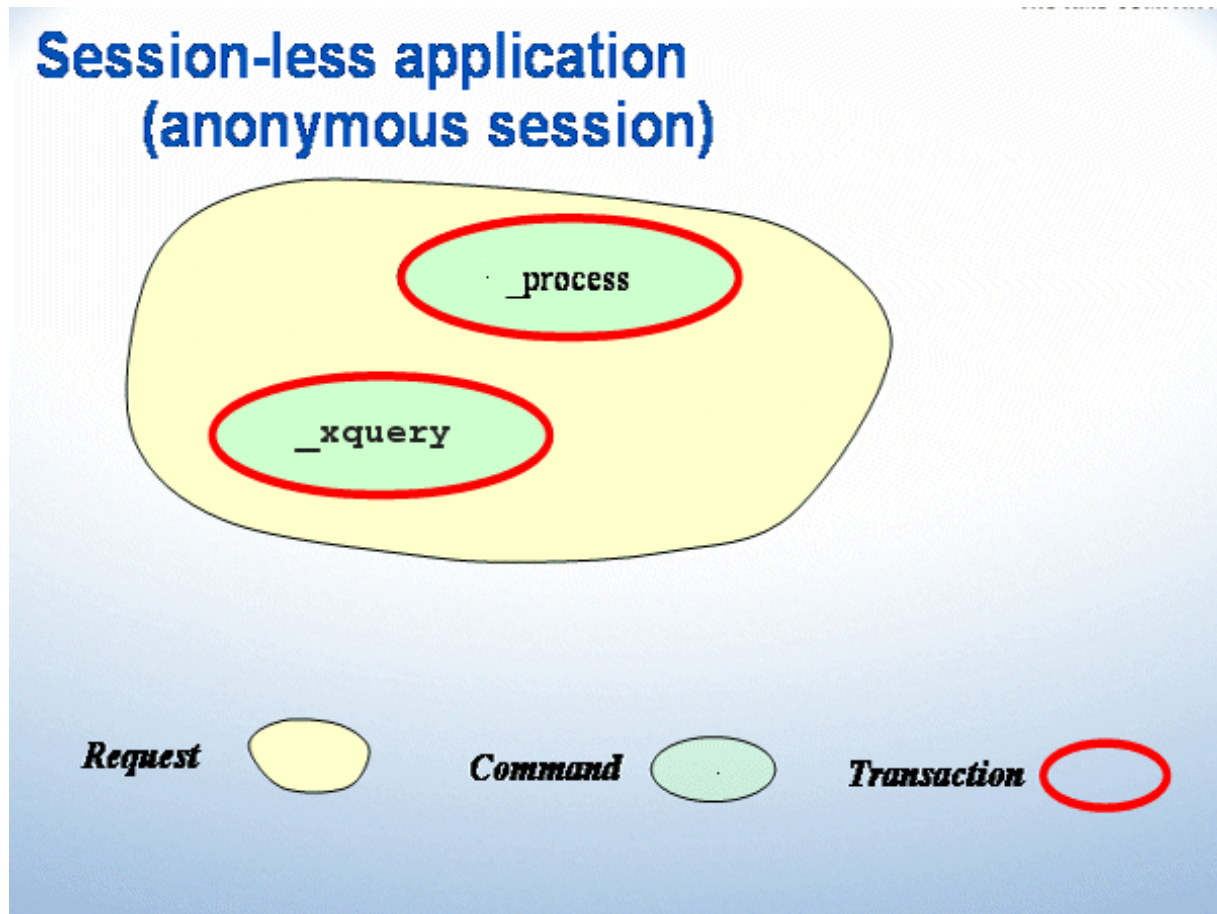 Session-less application
(anonymous session)
_process
_xquery
Request
Command
Transaction